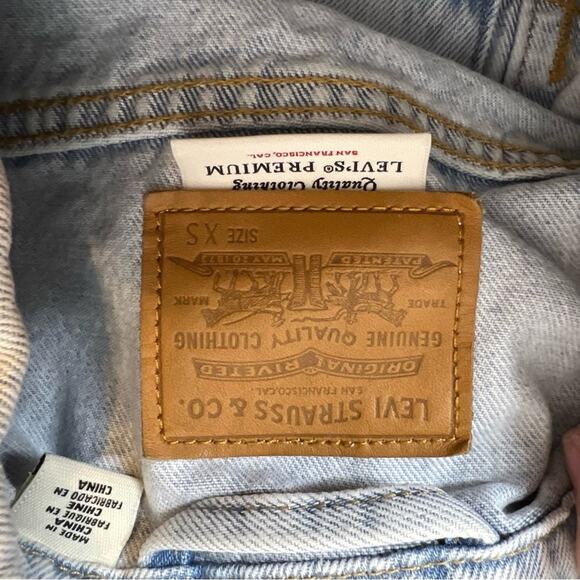 LEVI STRAUSS & CO.
SAN FRANCISCO, CAL.
ORIGINAL RIVETED
GENUINE QUALITY CLOTHING
TRADE MARK
PATENTED MAY 20 1873
SIZE XS
Quality Clothing
LEVI'S® PREMIUM
SAN FRANCISCO, CAL.
MADE IN
CHINA
FABRIQUÉ EN
CHINE
FABRICADO EN
CHINA